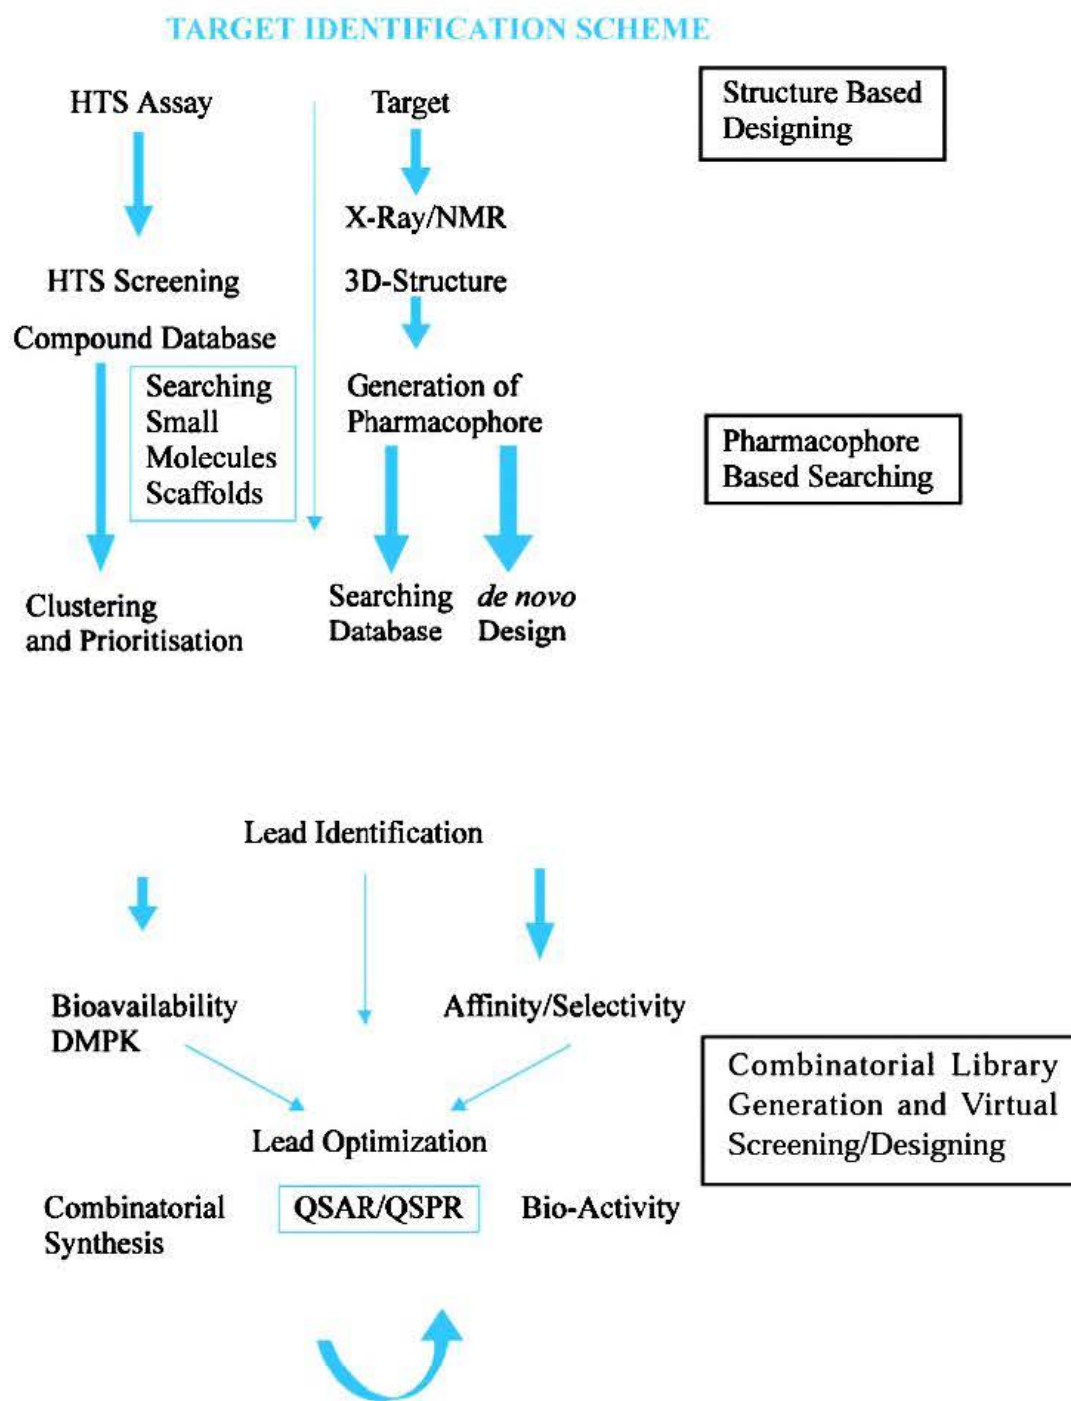 TARGET IDENTIFICATION SCHEME
HTS Assay
Target
Structure Based
Designing
X-Ray/NMR
HTS Screening
3D-Structure
Compound Database
Searching
Small
Molecules
Scaffolds
Generation of
Pharmacophore
Pharmacophore
Based Searching
Clustering
and Prioritisation
Searching
Database
de novo
Design
Lead Identification
Bioavailability
DMPK
Affinity/Selectivity
Combinatorial Library
Generation and Virtual
Screening/Designing
Lead Optimization
Combinatorial
Synthesis
QSAR/QSPR
Bio-Activity